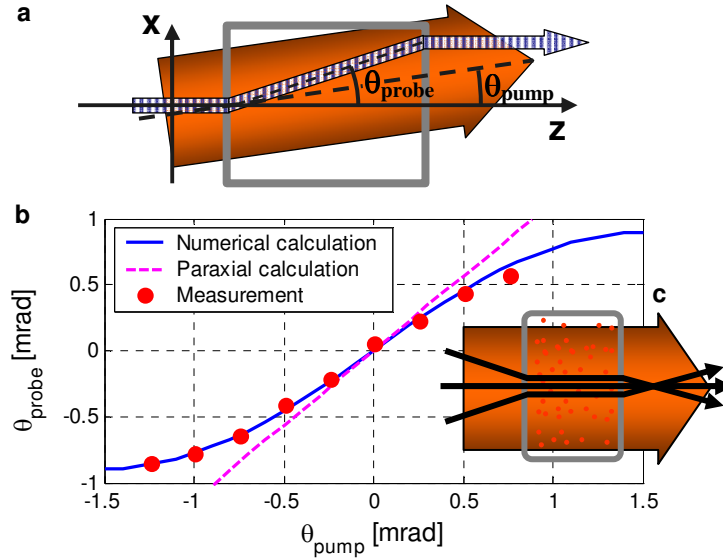 a
x
θprobe
θpump
z
b
Numerical calculation
Paraxial calculation
Measurement
c
θprobe [mrad]
1
0.5
0
-0.5
-1
-1.5 -1 -0.5 0 0.5 1 1.5
θpump [mrad]